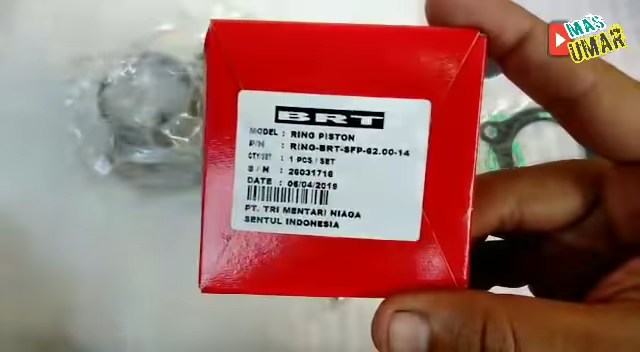 MAS
UMAR
BRT
MODEL : RING PISTON
P/N : RING-BRT-SFP-62.00-14
QTY/SET : 1 PCS / SET
S / N : 26031716
DATE : 06/04/2019
PT. TRI MENTARI NIAGA
SENTUL INDONESIA